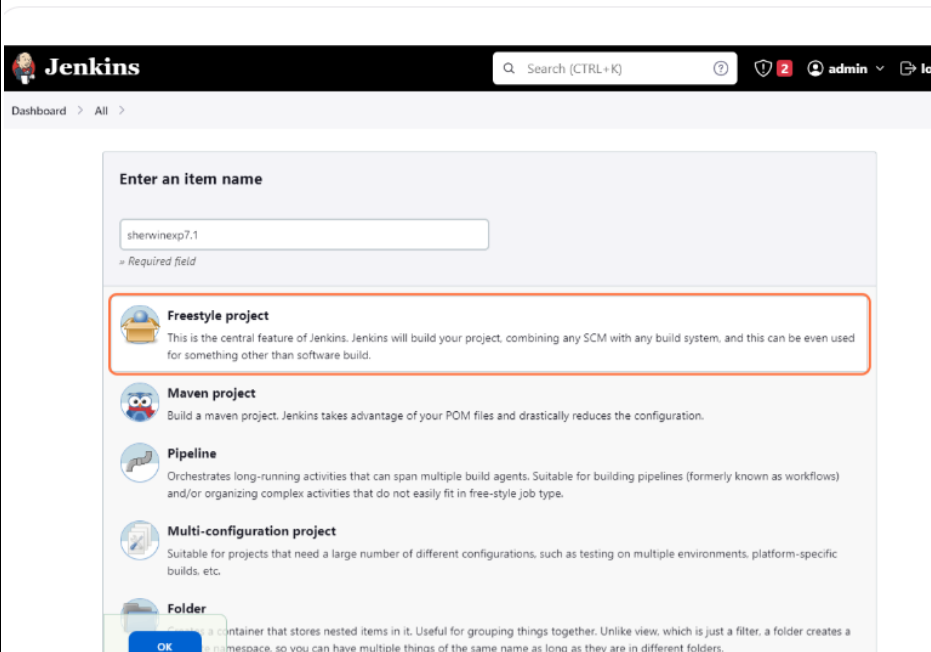 Jenkins
Search (CTRL+K)
2
admin
Dashboard > All >
Enter an item name
sherwinexp7.1
» Required field
Freestyle project
This is the central feature of Jenkins. Jenkins will build your project, combining any SCM with any build system, and this can be even used
for something other than software build.
Maven project
Build a maven project. Jenkins takes advantage of your POM files and drastically reduces the configuration.
Pipeline
Orchestrates long-running activities that can span multiple build agents. Suitable for building pipelines (formerly known as workflows)
and/or organizing complex activities that do not easily fit in free-style job type.
Multi-configuration project
Suitable for projects that need a large number of different configurations, such as testing on multiple environments, platform-specific
builds, etc.
Folder
a container that stores nested items in it. Useful for grouping things together. Unlike view, which is just a filter, a folder creates a
namespace, so you can have multiple things of the same name as long as they are in different folders.
OK